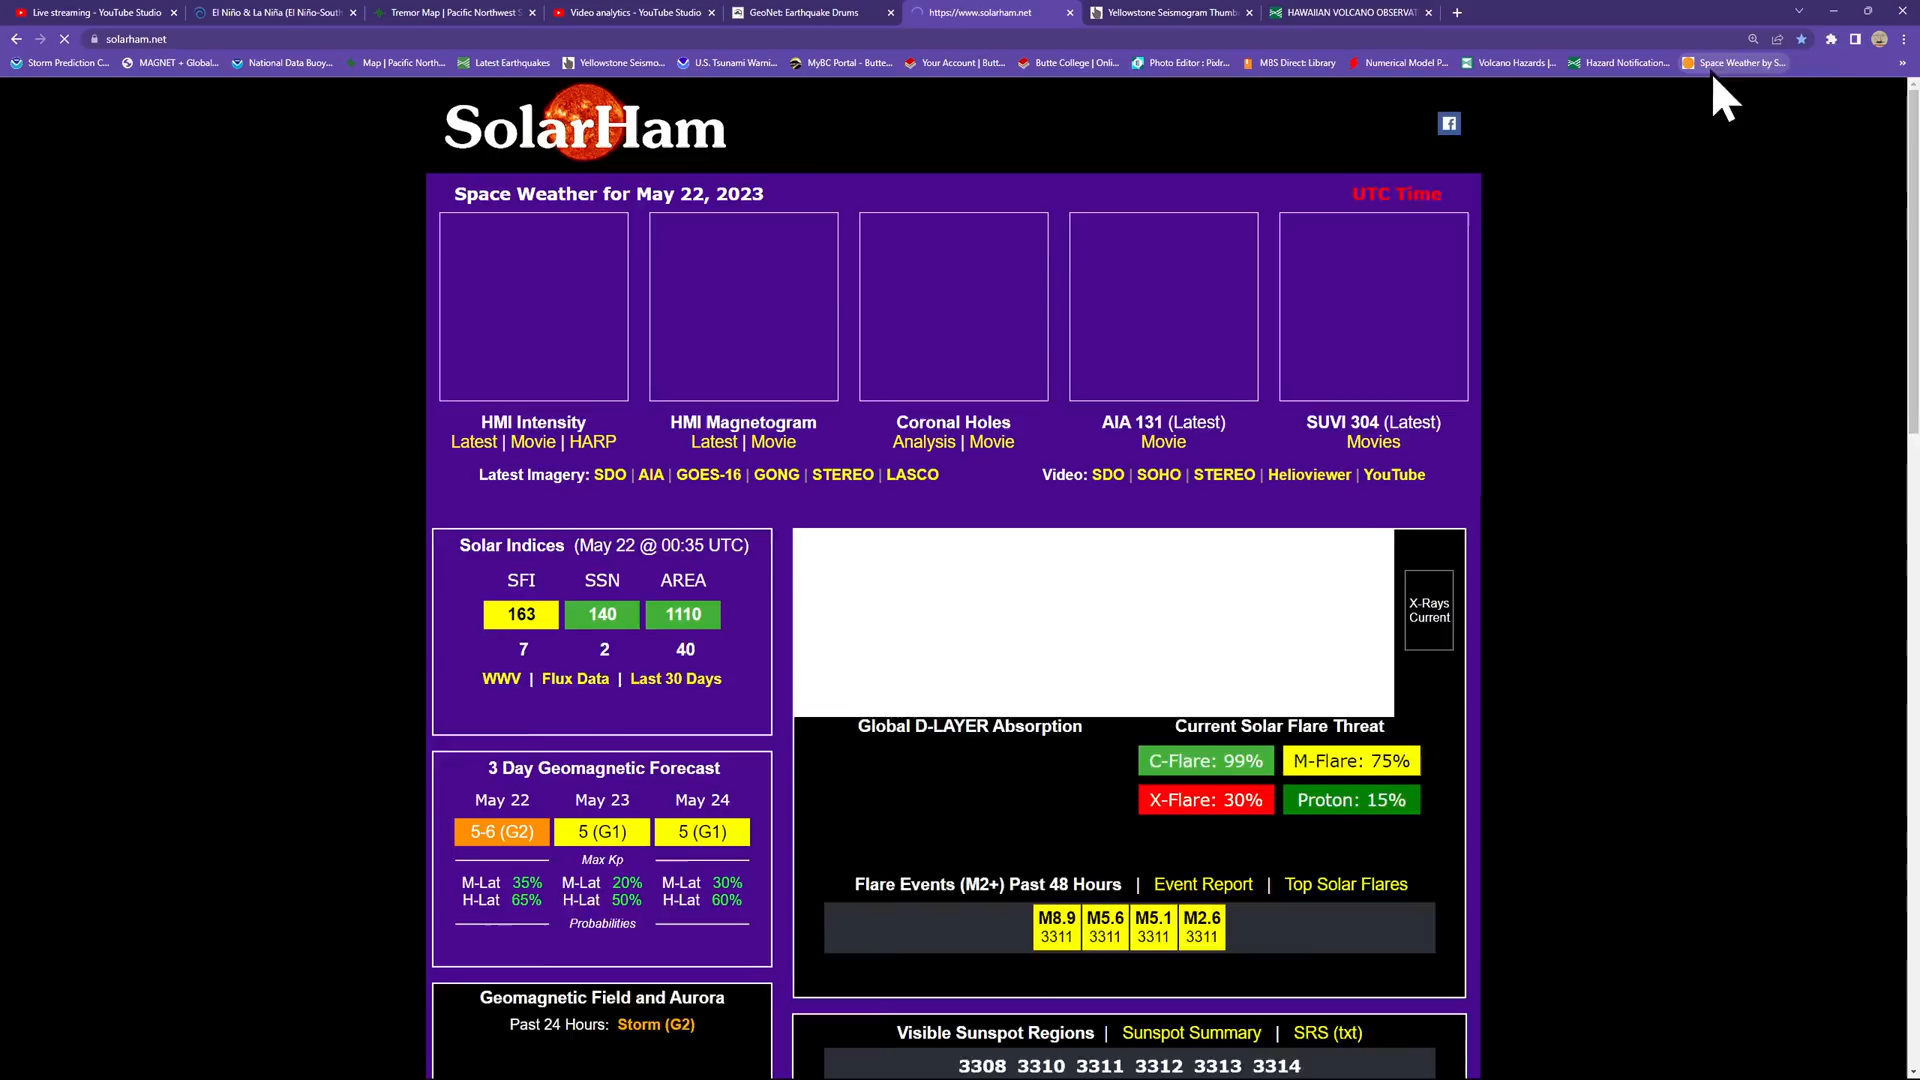 Live streaming - YouTube Studio
El Niño & La Niña (El Niño-South
Tremor Map | Pacific Northwest S
Video analytics - YouTube Studio
GeoNet: Earthquake Drums
https://www.solarham.net
Yellowstone Seismogram Thumb
HAWAIIAN VOLCANO OBSERVAT
solarham.net
Storm Prediction C...
MAGNET + Global...
National Data Buoy...
Map | Pacific North...
Latest Earthquakes
Yellowstone Seismo...
U.S. Tsunami Warni...
MyBC Portal - Butte...
Your Account | Butt...
Butte College | Onli...
Photo Editor : Pixlr...
MBS Direct: Library
Numerical Model P...
Volcano Hazards |...
Hazard Notification...
Space Weather by S...
SolarHam
Space Weather for May 22, 2023
UTC Time
HMI Intensity
Latest | Movie | HARP
HMI Magnetogram
Latest | Movie
Coronal Holes
Analysis | Movie
AIA 131 (Latest)
Movie
SUVI 304 (Latest)
Movies
Latest Imagery: SDO | AIA | GOES-16 | GONG | STEREO | LASCO
Video: SDO | SOHO | STEREO | Helioviewer | YouTube
Solar Indices (May 22 @ 00:35 UTC)
SFI SSN AREA
163 140 1110
7 2 40
WWV | Flux Data | Last 30 Days
X-Rays
Current
Global D-LAYER Absorption
Current Solar Flare Threat
C-Flare: 99% M-Flare: 75%
X-Flare: 30% Proton: 15%
3 Day Geomagnetic Forecast
May 22 May 23 May 24
5-6 (G2) 5 (G1) 5 (G1)
Max Kp
M-Lat 35% M-Lat 20% M-Lat 30%
H-Lat 65% H-Lat 50% H-Lat 60%
Probabilities
Flare Events (M2+) Past 48 Hours | Event Report | Top Solar Flares
M8.9 M5.6 M5.1 M2.6
3311 3311 3311 3311
Geomagnetic Field and Aurora
Past 24 Hours: Storm (G2)
Visible Sunspot Regions | Sunspot Summary | SRS (txt)
3308 3310 3311 3312 3313 3314